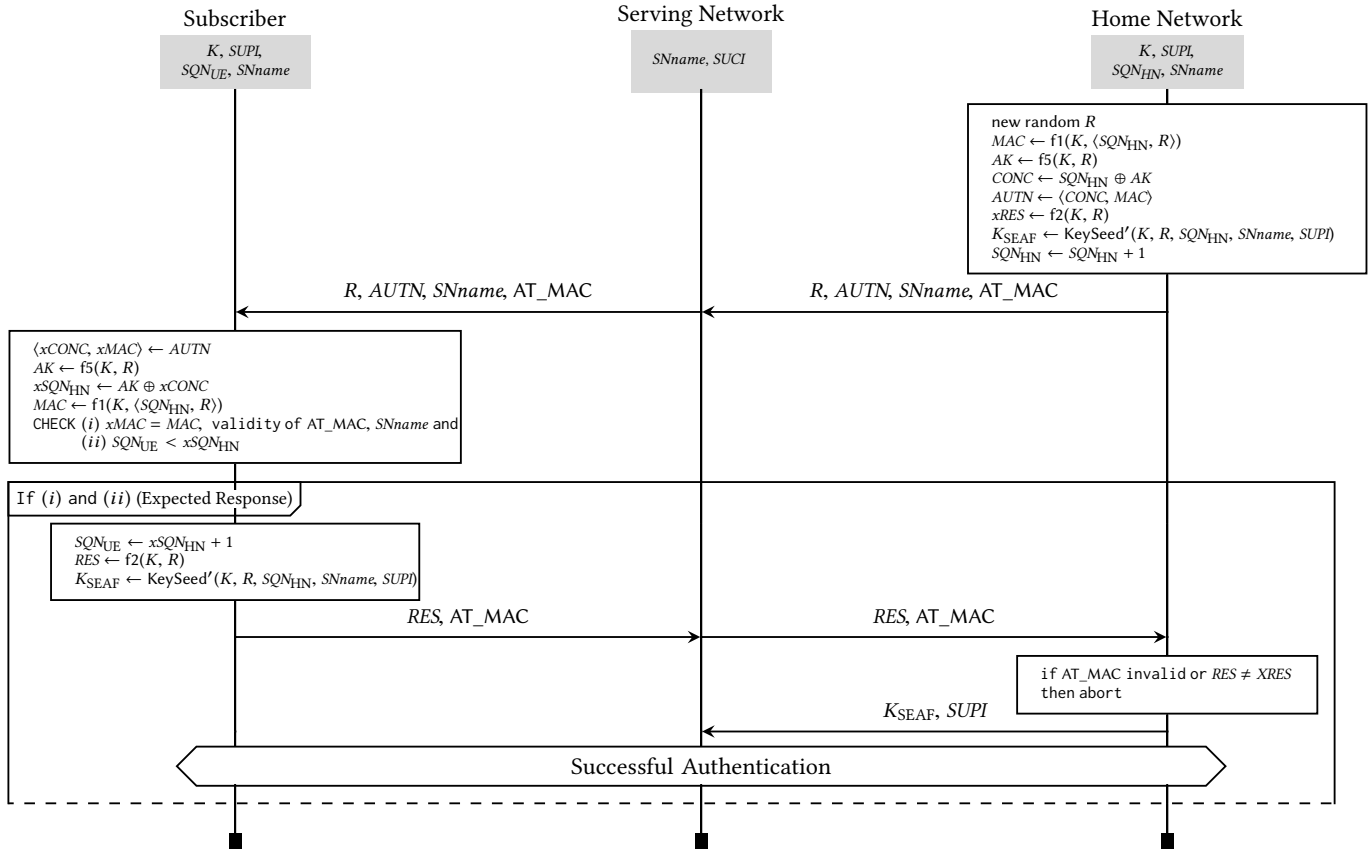 Subscriber
K, SUPI,
SQN_UE, SNname
Serving Network
SNname, SUCI
Home Network
K, SUPI,
SQN_HN, SNname
new random R
MAC ← f1(K, ⟨SQN_HN, R⟩)
AK ← f5(K, R)
CONC ← SQN_HN ⊕ AK
AUTN ← ⟨CONC, MAC⟩
xRES ← f2(K, R)
K_SEAF ← KeySeed′(K, R, SQN_HN, SNname, SUPI)
SQN_HN ← SQN_HN + 1
R, AUTN, SNname, AT_MAC
R, AUTN, SNname, AT_MAC
⟨xCONC, xMAC⟩ ← AUTN
AK ← f5(K, R)
xSQN_HN ← AK ⊕ xCONC
MAC ← f1(K, ⟨SQN_HN, R⟩)
CHECK (i) xMAC = MAC, validity of AT_MAC, SNname and
(ii) SQN_UE < xSQN_HN
If (i) and (ii) (Expected Response)
SQN_UE ← xSQN_HN + 1
RES ← f2(K, R)
K_SEAF ← KeySeed′(K, R, SQN_HN, SNname, SUPI)
RES, AT_MAC
RES, AT_MAC
if AT_MAC invalid or RES ≠ XRES
then abort
K_SEAF, SUPI
Successful Authentication